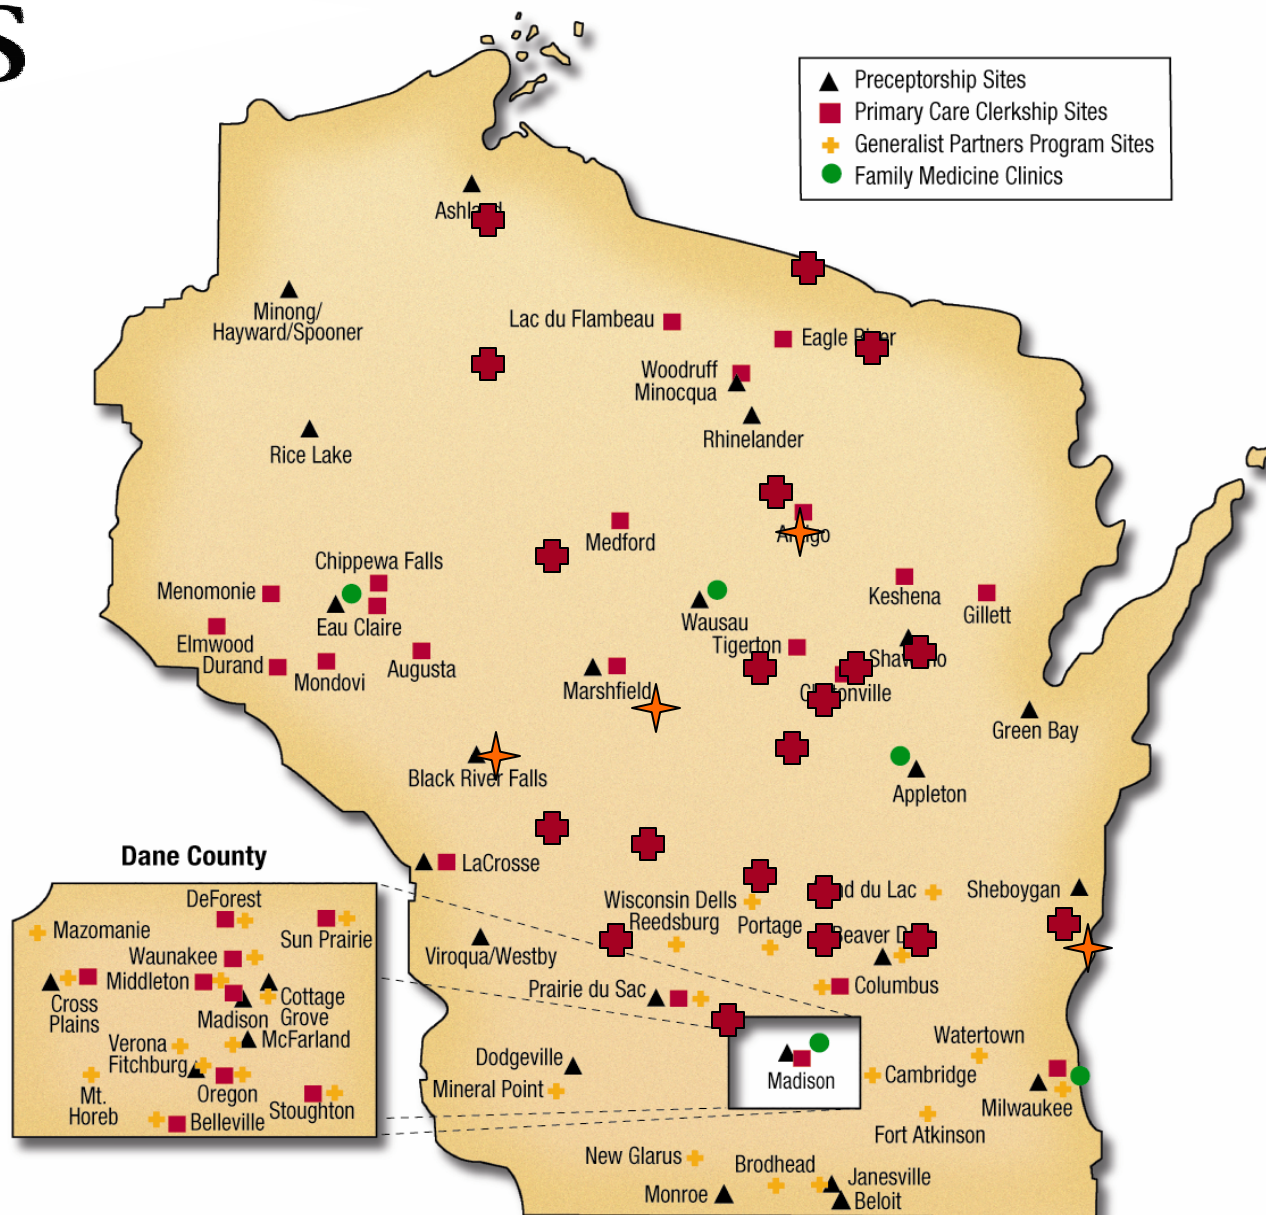 S
Preceptorship Sites
Primary Care Clerkship Sites
Generalist Partners Program Sites
Family Medicine Clinics
Minong/
Hayward/Spooner
Lac du Flambeau
Eagle
Woodruff
Minocqua
Rhinelander
Rice Lake
Medford
Chippewa Falls
Menomonie
Eau Claire
Elmwood
Durand
Mondovi
Augusta
Wausau
Tigerton
Keshena
Gillett
Marshfield
Green Bay
Black River Falls
Appleton
LaCrosse
Wisconsin Dells
Reedsburg
Portage
du Lac
Sheboygan
Viroqua/Westby
Beaver
Prairie du Sac
Columbus
Watertown
Dodgeville
Mineral Point
Madison
Cambridge
Milwaukee
Fort Atkinson
New Glarus
Brodhead
Janesville
Monroe
Beloit
Dane County
DeForest
Mazomanie
Sun Prairie
Waunakee
Middleton
Cross
Plains
Cottage
Grove
Madison
McFarland
Verona
Fitchburg
Mt.
Horeb
Oregon
Stoughton
Belleville